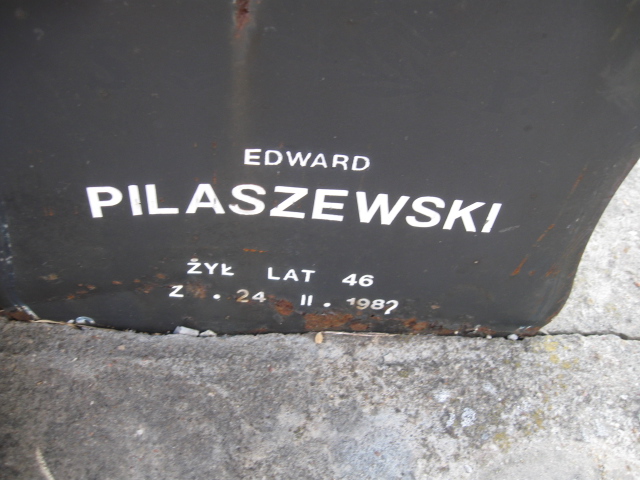 EDWARD
PILASZEWSKI
ŻYŁ LAT 46
24 II . 1982